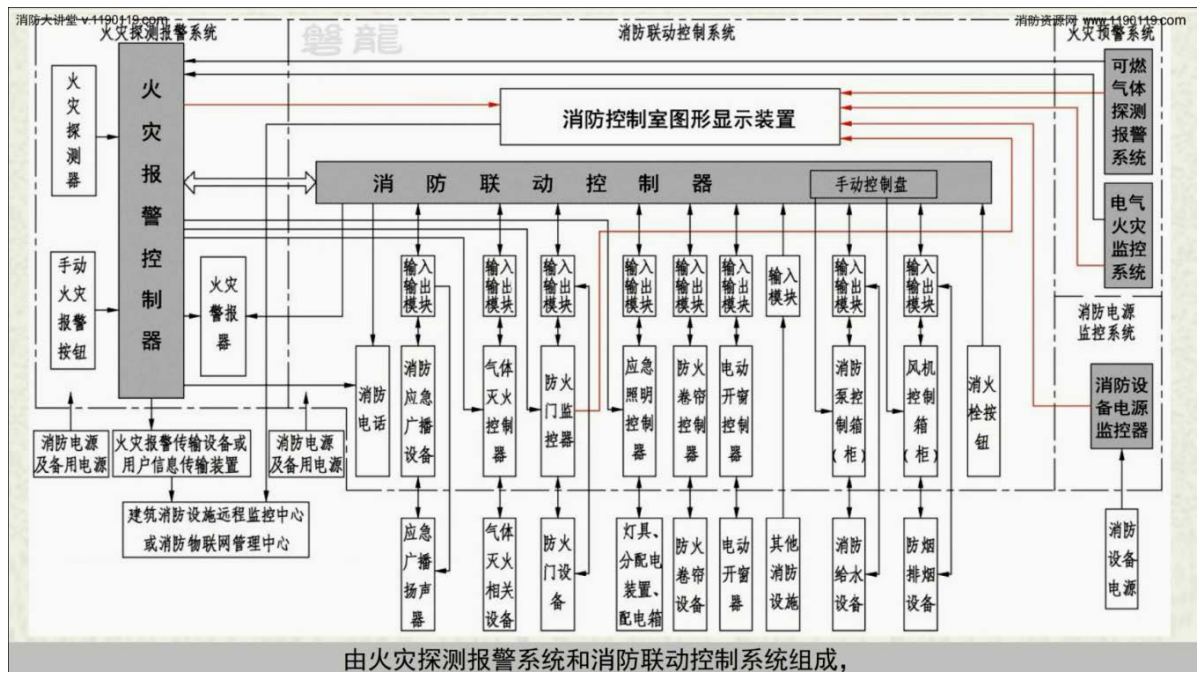 消防大讲堂 v.1190119.com
消防资源网 www.1190119.com
火灾探测报警系统
磐龍
消防联动控制系统
火灾预警系统
火
灾
探
测
器
火
灾
报
警
控
制
器
消防控制室图形显示装置
可燃
气体
探测
报警
系统
消防联动控制器
手动控制盘
电气
火灾
监控
系统
手动
火灾
报警
按钮
火灾
警报
器
输入
输出
模块
输入
输出
模块
输入
输出
模块
输入
输出
模块
输入
输出
模块
输入
输出
模块
输入
模块
输入
输出
模块
输入
输出
模块
消防电源
监控系统
消防
电话
消防
应急
广播
设备
气体
灭火
控制
器
防火
门监
控器
应急
照明
控制
器
防火
卷帘
控制
器
电动
开窗
控制
器
消防
泵控
制箱
(柜)
风机
控制
箱
(柜)
消火
栓按
钮
消防设
备电源
监控器
消防电源
及备用电源
火灾报警传输设备或
用户信息传输装置
消防电源
及备用电源
建筑消防设施远程监控中心
或消防物联网管理中心
应急
广播
扬声
器
气体
灭火
相关
设备
防火
门设
备
灯具、
分配电
装置、
配电箱
防火
卷帘
设备
电动
开窗
器
其他
消防
设施
消防
给水
设备
防烟
排烟
设备
消防
设备
电源
由火灾探测报警系统和消防联动控制系统组成，